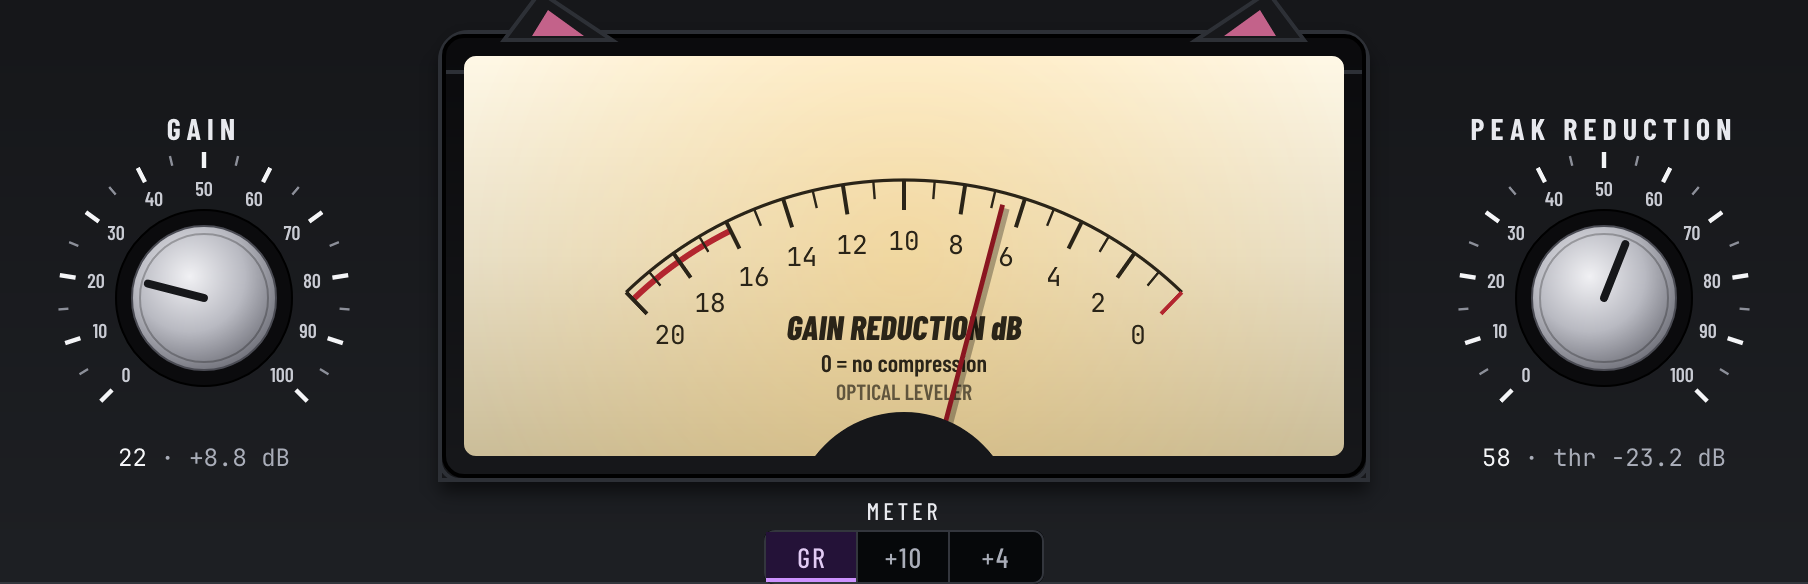 GAIN
0 10 20 30 40 50 60 70 80 90 100
22 · +8.8 dB
20 18 16 14 12 10 8 6 4 2 0
GAIN REDUCTION dB
0 = no compression
OPTICAL LEVELER
METER
GR +10 +4
PEAK REDUCTION
0 10 20 30 40 50 60 70 80 90 100
58 · thr -23.2 dB